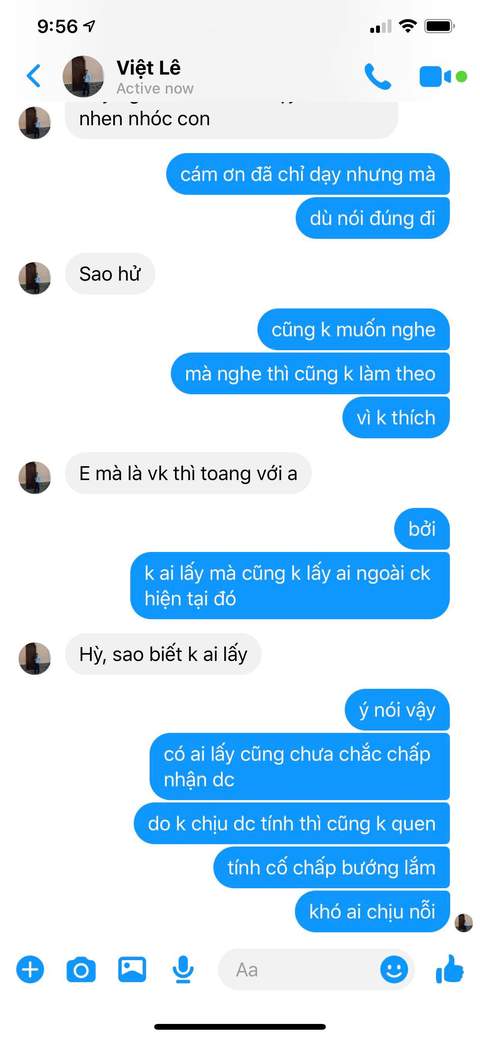 9:56
Việt Lê
Active now
nhen nhóc con
cám ơn đã chỉ dạy nhưng mà
dù nói đúng đi
Sao hử
cũng k muốn nghe
mà nghe thì cũng k làm theo
vì k thích
E mà là vk thì toang với a
bởi
k ai lấy mà cũng k lấy ai ngoài ck
hiện tại đó
Hỳ, sao biết k ai lấy
ý nói vậy
có ai lấy cũng chưa chắc chấp
nhận dc
do k chịu dc tính thì cũng k quen
tính cố chấp bướng lắm
khó ai chịu nỗi
Aa